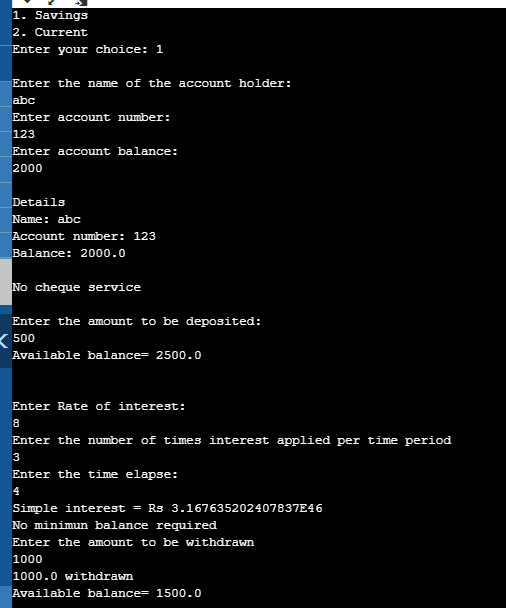 1. Savings
2. Current
Enter your choice: 1
Enter the name of the account holder:
abc
Enter account number:
123
Enter account balance:
2000
Details
Name: abc
Account number: 123
Balance: 2000.0
No cheque service
Enter the amount to be deposited:
500
Available balance= 2500.0
Enter Rate of interest:
8
Enter the number of times interest applied per time period
3
Enter the time elapse:
4
Simple interest = Rs 3.167635202407837E46
No minimun balance required
Enter the amount to be withdrawn
1000
1000.0 withdrawn
Available balance= 1500.0